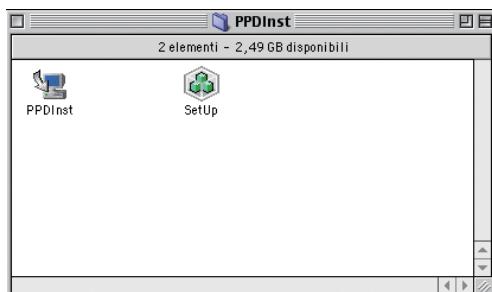 PPDInst
2 elementi - 2,49 GB disponibili
PPDInst
SetUp